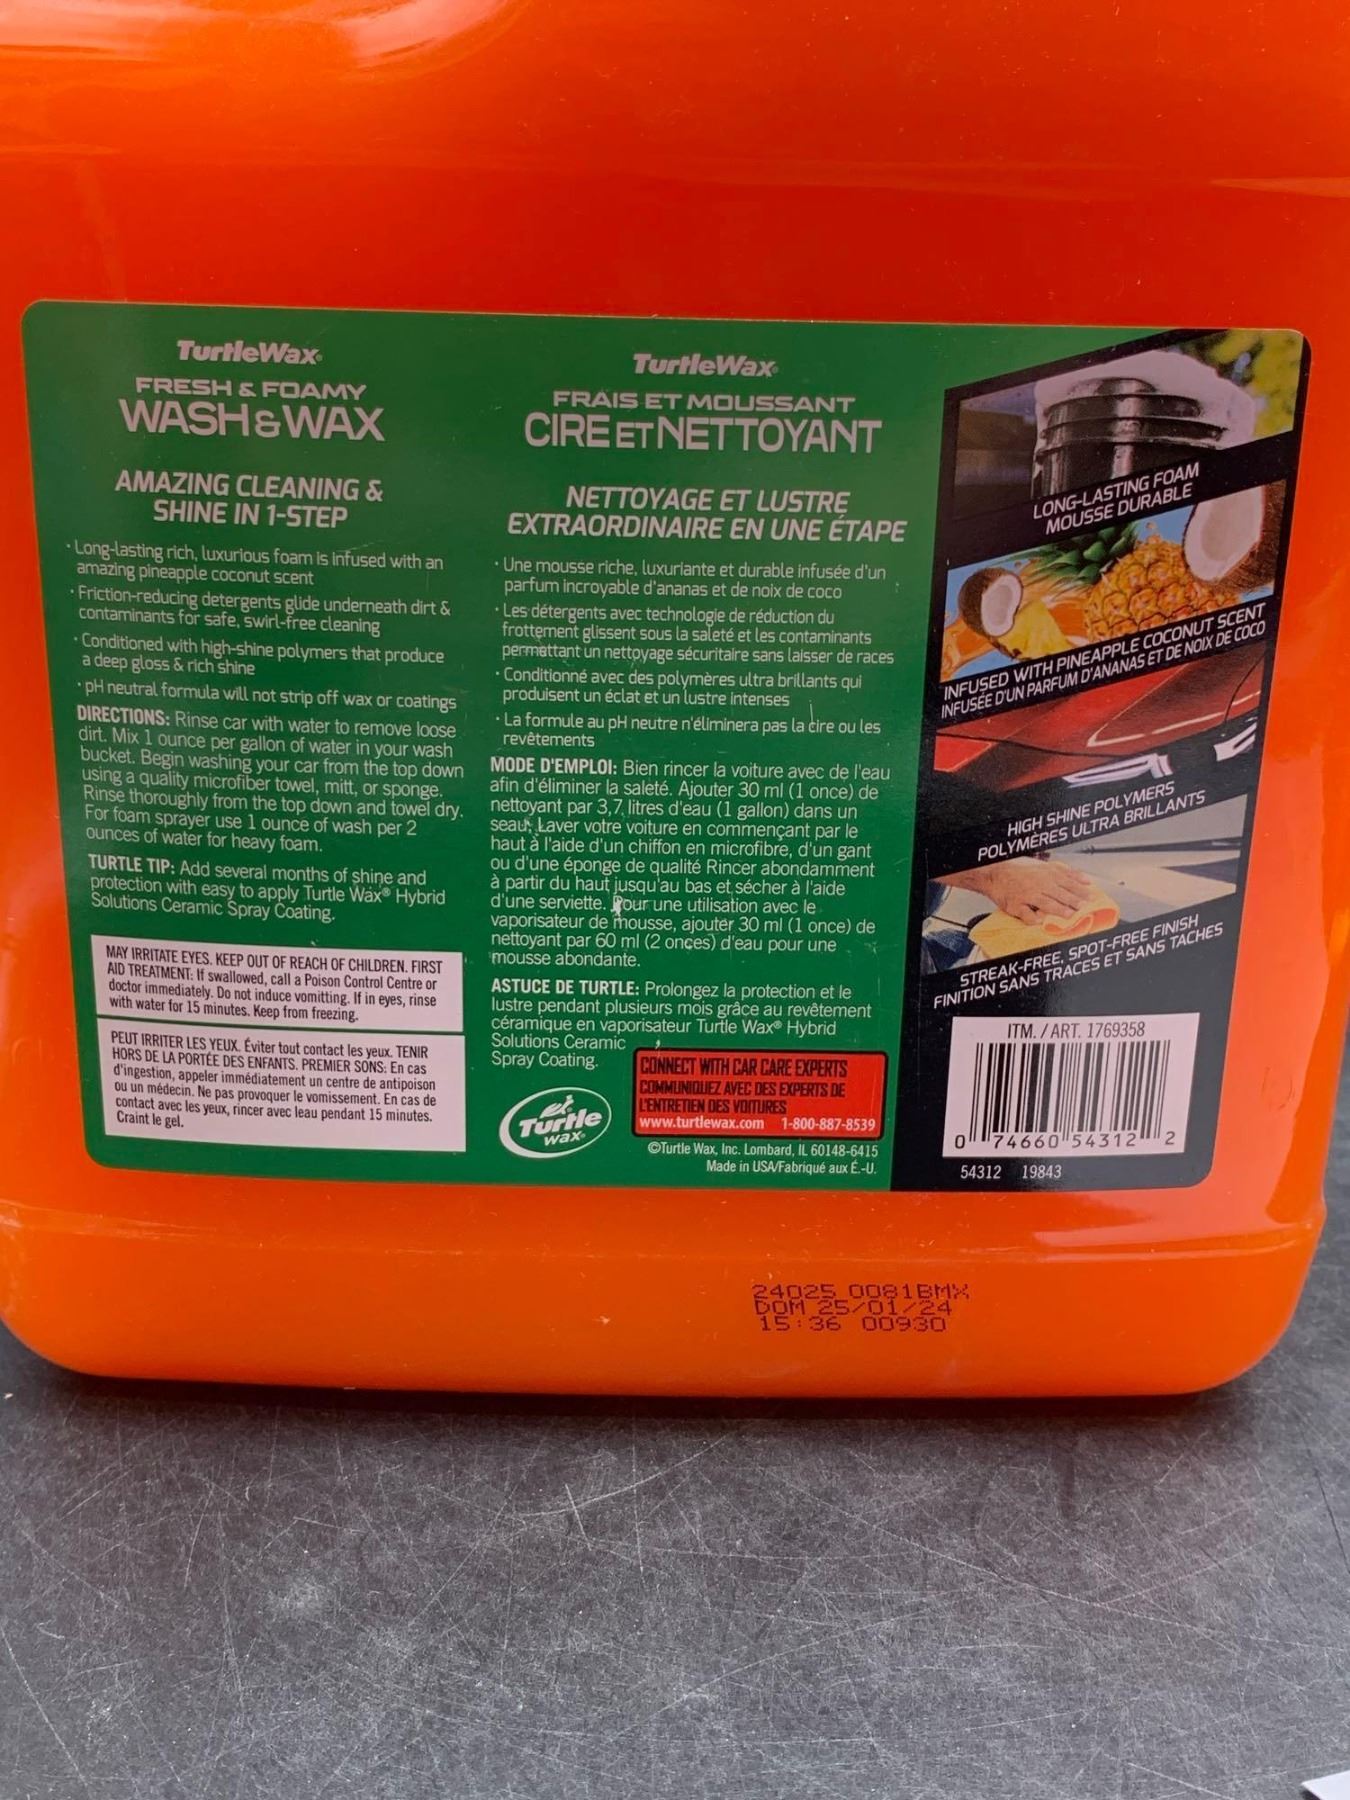 TurtleWax®
FRESH & FOAMY
WASH & WAX
AMAZING CLEANING &
SHINE IN 1-STEP
• Long-lasting rich, luxurious foam is infused with an
amazing pineapple coconut scent
• Friction-reducing detergents glide underneath dirt &
contaminants for safe, swirl-free cleaning
• Conditioned with high-shine polymers that produce
a deep gloss & rich shine
• pH neutral formula will not strip off wax or coatings
DIRECTIONS: Rinse car with water to remove loose
dirt. Mix 1 ounce per gallon of water in your wash
bucket. Begin washing your car from the top down
using a quality microfiber towel, mitt, or sponge.
Rinse thoroughly from the top down and towel dry.
For foam sprayer use 1 ounce of wash per 2
ounces of water for heavy foam.
TURTLE TIP: Add several months of shine and
protection with easy to apply Turtle Wax® Hybrid
Solutions Ceramic Spray Coating.
MAY IRRITATE EYES. KEEP OUT OF REACH OF CHILDREN. FIRST
AID TREATMENT: If swallowed, call a Poison Control Centre or
doctor immediately. Do not induce vomitting. If in eyes, rinse
with water for 15 minutes. Keep from freezing.
PEUT IRRITER LES YEUX. Éviter tout contact les yeux. TENIR
HORS DE LA PORTÉE DES ENFANTS. PREMIER SONS: En cas
d'ingestion, appeler immédiatement un centre de antipoison
ou un médecin. Ne pas provoquer le vomissement. En cas de
contact avec les yeux, rincer avec leau pendant 15 minutes.
Craint le gel.
TurtleWax®
FRAIS ET MOUSSANT
CIRE ET NETTOYANT
NETTOYAGE ET LUSTRE
EXTRAORDINAIRE EN UNE ÉTAPE
• Une mousse riche, luxuriante et durable infusée d'un
parfum incroyable d'ananas et de noix de coco
• Les détergents avec technologie de réduction du
frottement glissent sous la saleté et les contaminants
permettant un nettoyage sécuritaire sans laisser de races
• Conditionné avec des polymères ultra brillants qui
produisent un éclat et un lustre intenses
• La formule au pH neutre n'éliminera pas la cire ou les
revêtements
MODE D'EMPLOI: Bien rincer la voiture avec de l'eau
afin d'éliminer la saleté. Ajouter 30 ml (1 once) de
nettoyant par 3,7 litres d'eau (1 gallon) dans un
seau. Laver votre voiture en commençant par le
haut à l'aide d'un chiffon en microfibre, d'un gant
ou d'une éponge de qualité Rincer abondamment
à partir du haut jusqu'au bas et sécher à l'aide
d'une serviette. Pour une utilisation avec le
vaporisateur de mousse, ajouter 30 ml (1 once) de
nettoyant par 60 ml (2 onces) d'eau pour une
mousse abondante.
ASTUCE DE TURTLE: Prolongez la protection et le
lustre pendant plusieurs mois grâce au revêtement
céramique en vaporisateur Turtle Wax® Hybrid
Solutions Ceramic
Spray Coating.
Turtle
wax®
CONNECT WITH CAR CARE EXPERTS
COMMUNIQUEZ AVEC DES EXPERTS DE
L'ENTRETIEN DES VOITURES
www.turtlewax.com 1-800-887-8539
©Turtle Wax, Inc. Lombard, IL 60148-6415
Made in USA/Fabriqué aux É.-U.
LONG-LASTING FOAM
MOUSSE DURABLE
INFUSED WITH PINEAPPLE COCONUT SCENT
INFUSÉE D'UN PARFUM D'ANANAS ET DE NOIX DE COCO
HIGH SHINE POLYMERS
POLYMÈRES ULTRA BRILLANTS
STREAK-FREE, SPOT-FREE FINISH
FINITION SANS TRACES ET SANS TACHES
ITM. / ART. 1769358
0 74660 54312 2
54312 19843
24025 0081BMX
DOM 25/01/24
15:36 00930